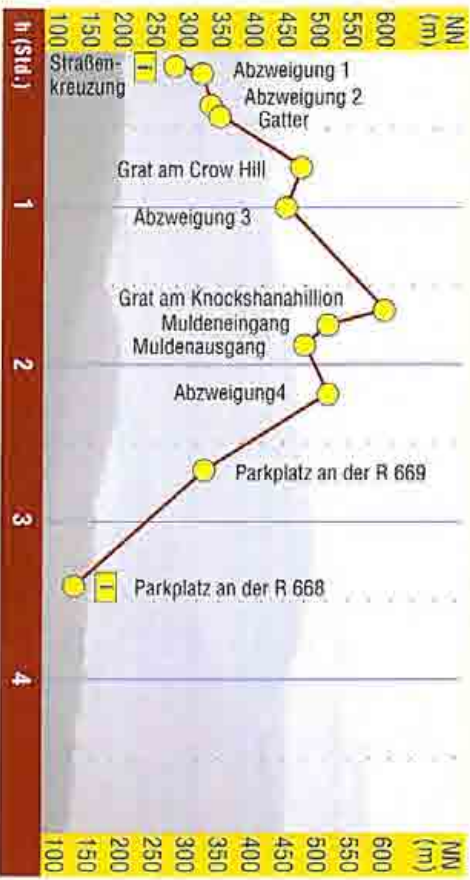 NN
(m)
600
550
500
450
400
350
300
250
200
150
100
h (Std.)
Straßen-
kreuzung
i
Abzweigung 1
Abzweigung 2
Gatter
Grat am Crow Hill
1
Abzweigung 3
Grat am Knockshanahillion
Muldeneingang
Muldenausgang
2
Abzweigung4
Parkplatz an der R 669
3
i
Parkplatz an der R 668
4
NN
(m)
600
550
500
450
400
350
300
250
200
150
100